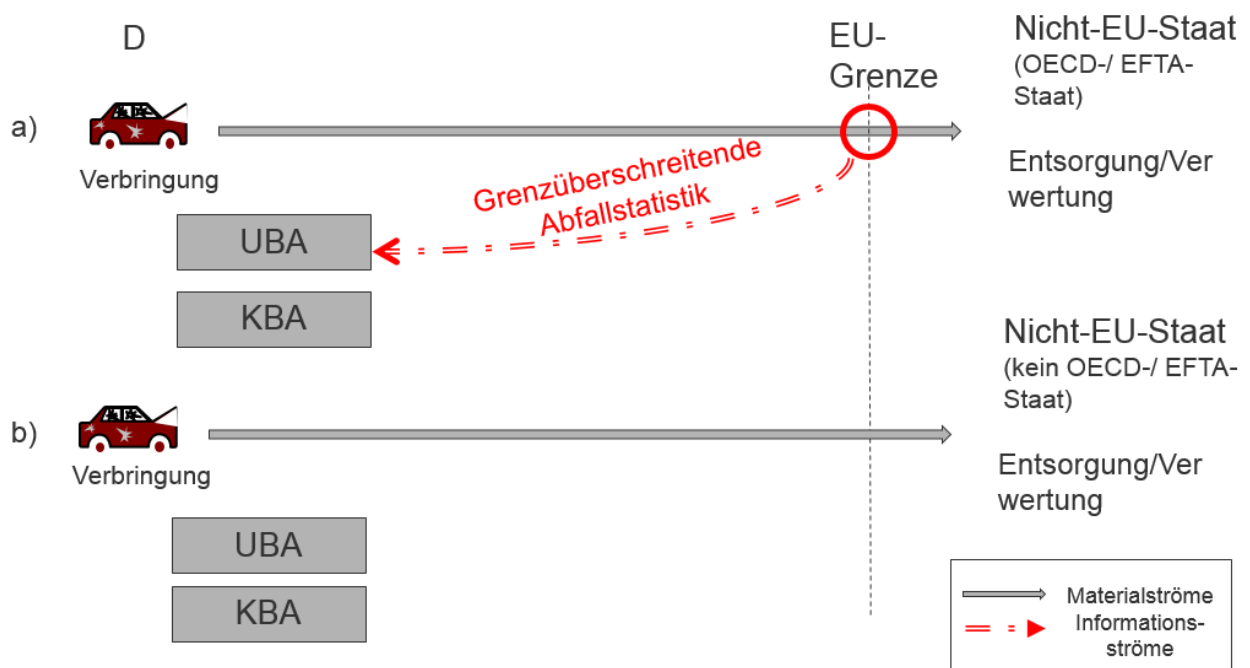 D
EU-
Grenze
Nicht-EU-Staat
(OECD-/ EFTA-
Staat)
a)
Verbringung
Grenzüberschreitende
Abfallstatistik
Entsorgung/Ver
wertung
UBA
KBA
Nicht-EU-Staat
(kein OECD-/ EFTA-
Staat)
b)
Verbringung
Entsorgung/Ver
wertung
UBA
KBA
Materialströme
Informations-
ströme